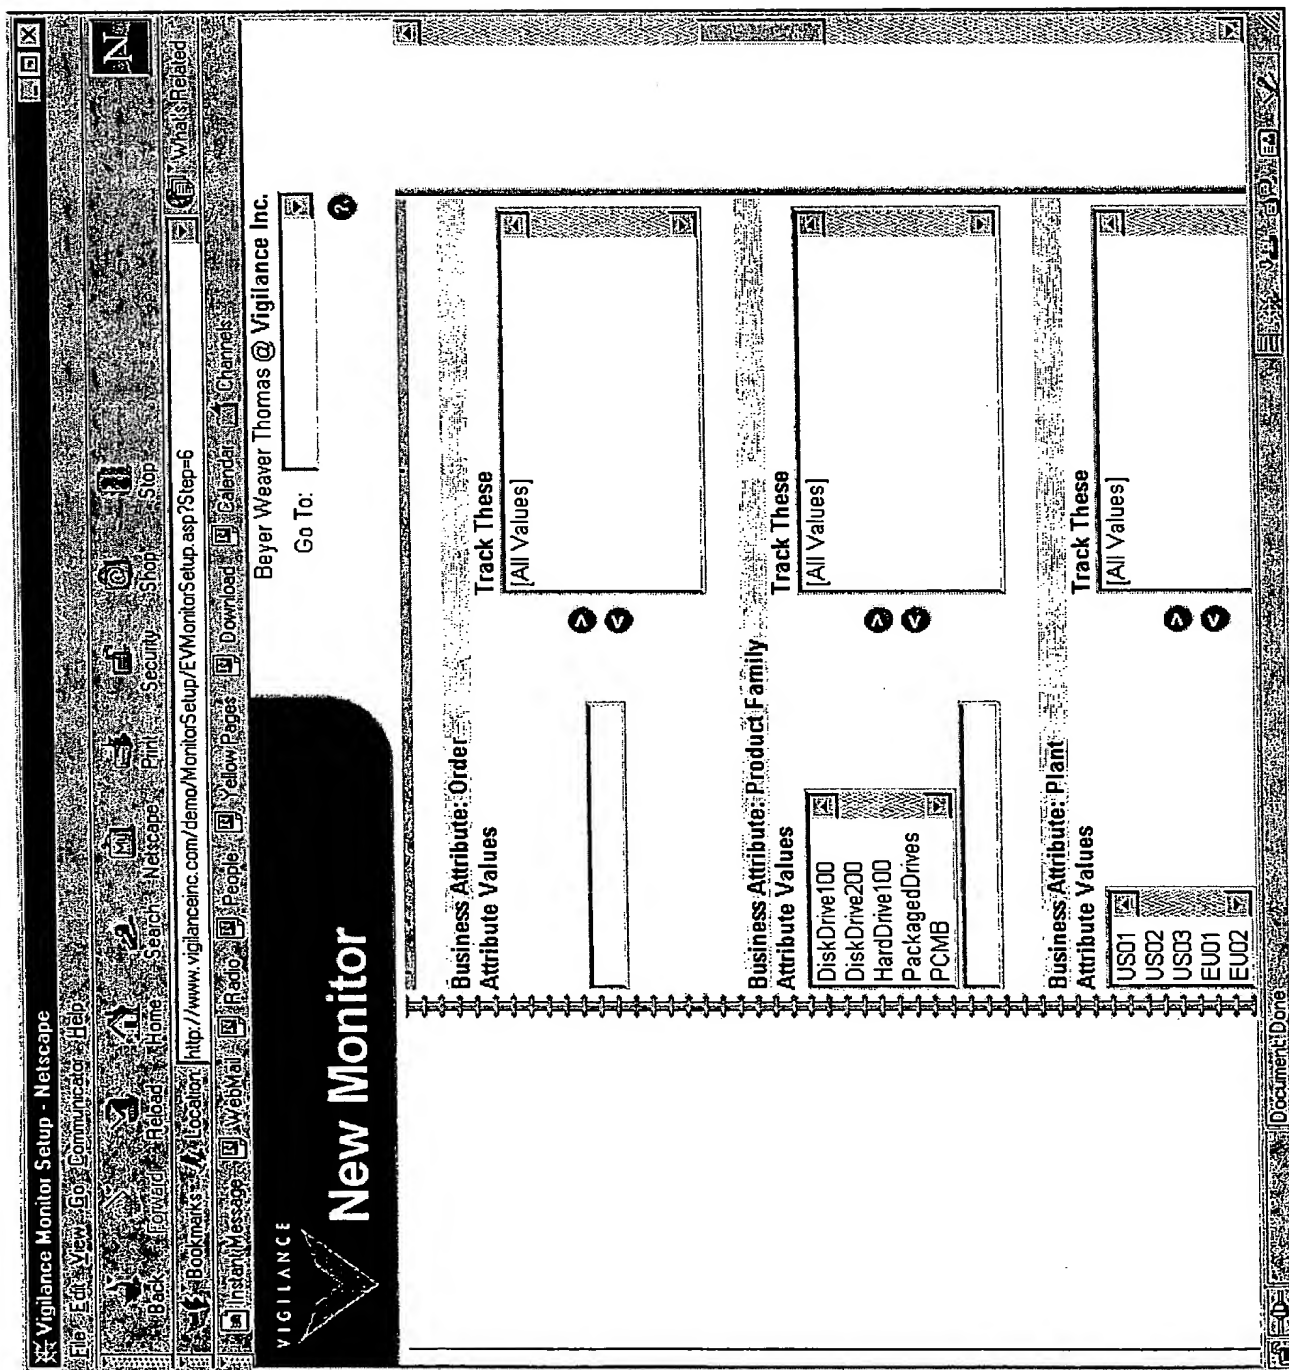 Vigilance Monitor Setup - Netscape
File Edit View Go Communicator Help
Back Forward Reload Home Search Netscape Print Security Shop Stop
Bookmarks Location: http://www.vigilanceinc.com/demo/MonitorSetup/EVMonitorSetup.asp?Step=6 What's Related
Instant Message WebMail Radio People Yellow Pages Download Calendar Channels
VIGILANCE
New Monitor
Beyer Weaver Thomas @ Vigilance Inc.
Go To:
?
Business Attribute: Order
Attribute Values Track These
[All Values]
Business Attribute: Product Family
Attribute Values Track These
DiskDrive100
DiskDrive200
HardDrive100
PackagedDrives
PCMB
[All Values]
Business Attribute: Plant
Attribute Values Track These
US01
US02
US03
EU01
EU02
[All Values]
Document: Done